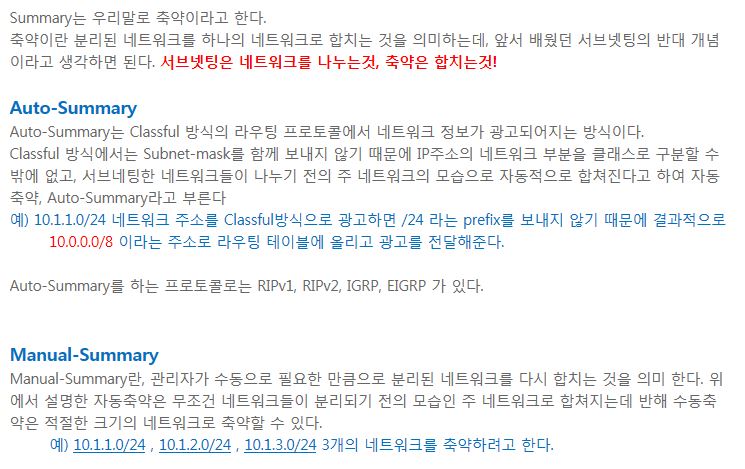 Summary는 우리말로 축약이라고 한다.
축약이란 분리된 네트워크를 하나의 네트워크로 합치는 것을 의미하는데, 앞서 배웠던 서브넷팅의 반대 개념
이라고 생각하면 된다. 서브넷팅은 네트워크를 나누는것, 축약은 합치는것!
Auto-Summary
Auto-Summary는 Classful 방식의 라우팅 프로토콜에서 네트워크 정보가 광고되어지는 방식이다.
Classful 방식에서는 Subnet-mask를 함께 보내지 않기 때문에 IP주소의 네트워크 부분을 클래스로 구분할 수
밖에 없고, 서브네팅한 네트워크들이 나누기 전의 주 네트워크의 모습으로 자동적으로 합쳐진다고 하여 자동
축약, Auto-Summary라고 부른다
예) 10.1.1.0/24 네트워크 주소를 Classful방식으로 광고하면 /24 라는 prefix를 보내지 않기 때문에 결과적으로
10.0.0.0/8 이라는 주소로 라우팅 테이블에 올리고 광고를 전달해준다.
Auto-Summary를 하는 프로토콜로는 RIPv1, RIPv2, IGRP, EIGRP 가 있다.
Manual-Summary
Manual-Summary란, 관리자가 수동으로 필요한 만큼으로 분리된 네트워크를 다시 합치는 것을 의미 한다. 위
에서 설명한 자동축약은 무조건 네트워크들이 분리되기 전의 모습인 주 네트워크로 합쳐지는데 반해 수동축
약은 적절한 크기의 네트워크로 축약할 수 있다.
예) 10.1.1.0/24 , 10.1.2.0/24 , 10.1.3.0/24 3개의 네트워크를 축약하려고 한다.